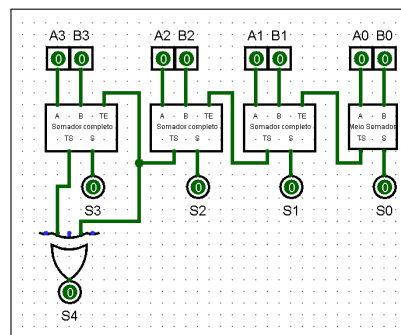 A3 B3 A2 B2 A1 B1 A0 B0
0 0 0 0 0 0 0 0
A B TE A B TE A B TE A B
Somador completo Somador completo Somador completo Meio Somador
TS S TS S TS S TS S
0 0 0 0
S3 S2 S1 S0
0
S4